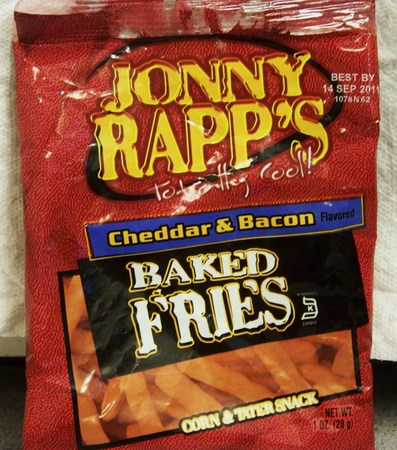 JONNY
RAPP'S
BEST BY
14 SEP 2011
1078N62
totally cool!
Cheddar & Bacon Flavored
BAKED
FRIES
K
CORN & TATER SNACK
NET WT.
1 OZ. (28 g)